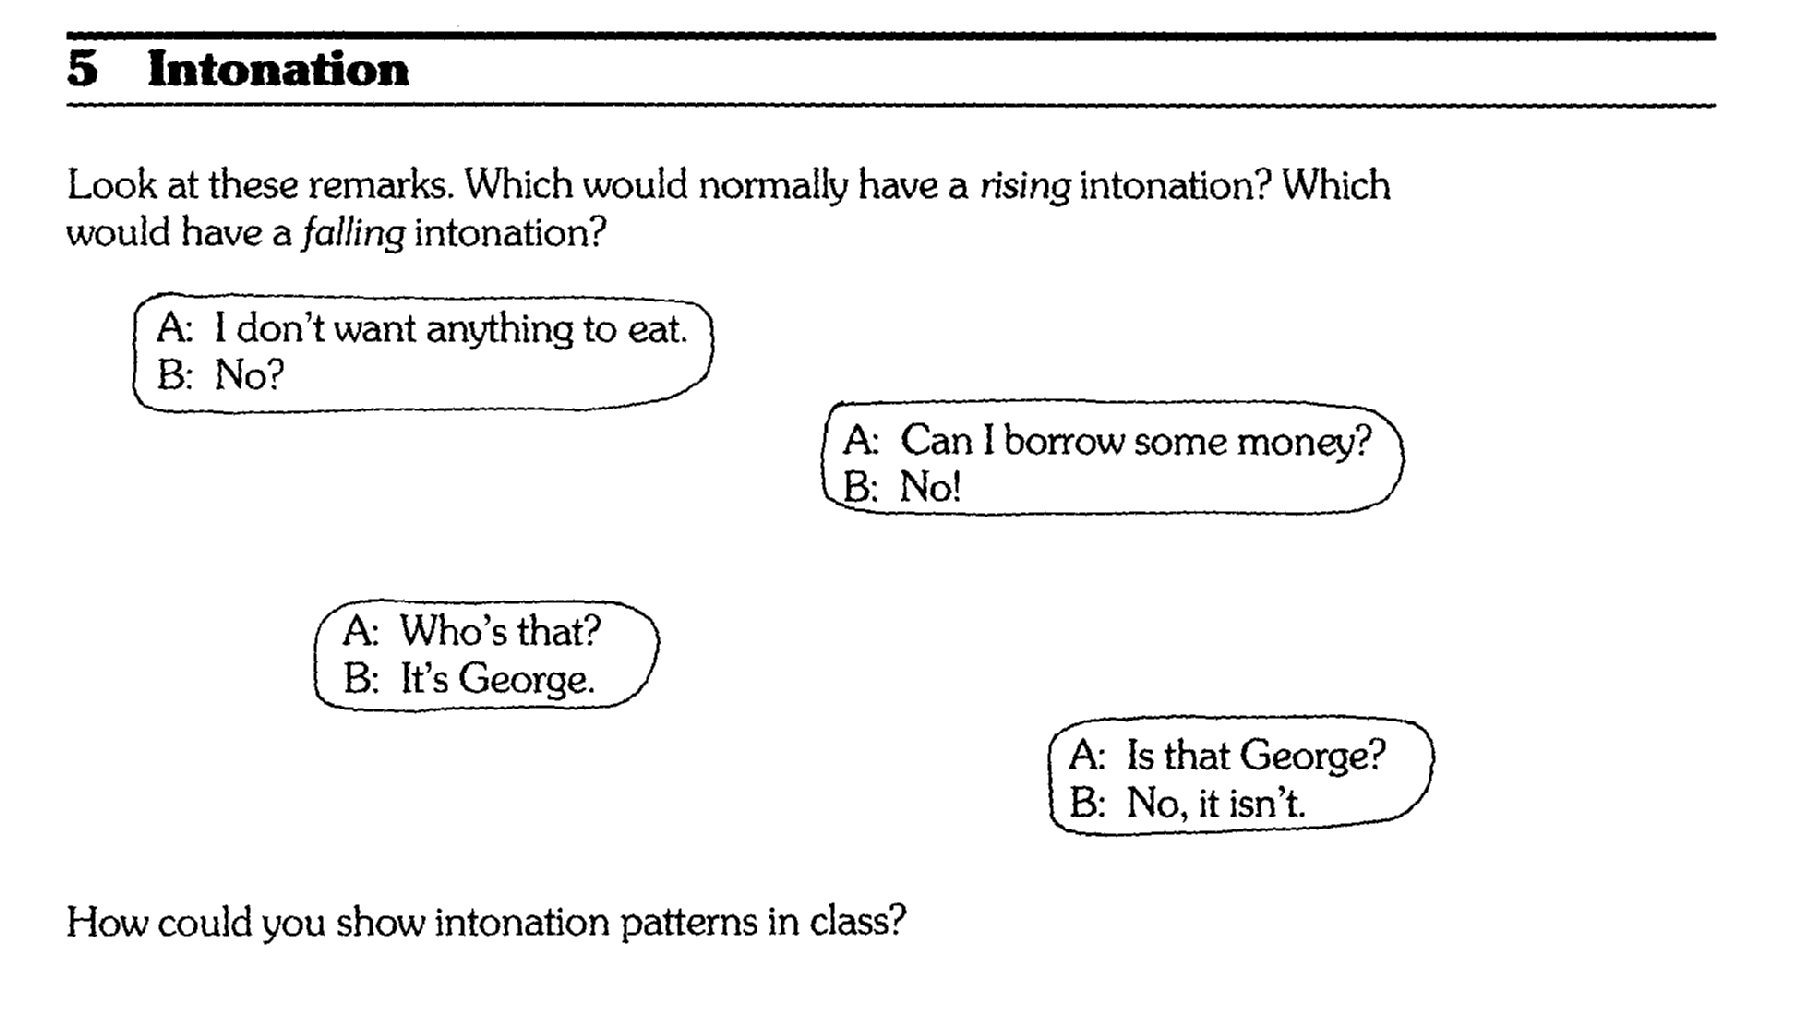 5 Intonation
Look at these remarks. Which would normally have a rising intonation? Which
would have a falling intonation?
A: I don't want anything to eat.
B: No?
A: Can I borrow some money?
B: No!
A: Who's that?
B: It's George.
A: Is that George?
B: No, it isn't.
How could you show intonation patterns in class?